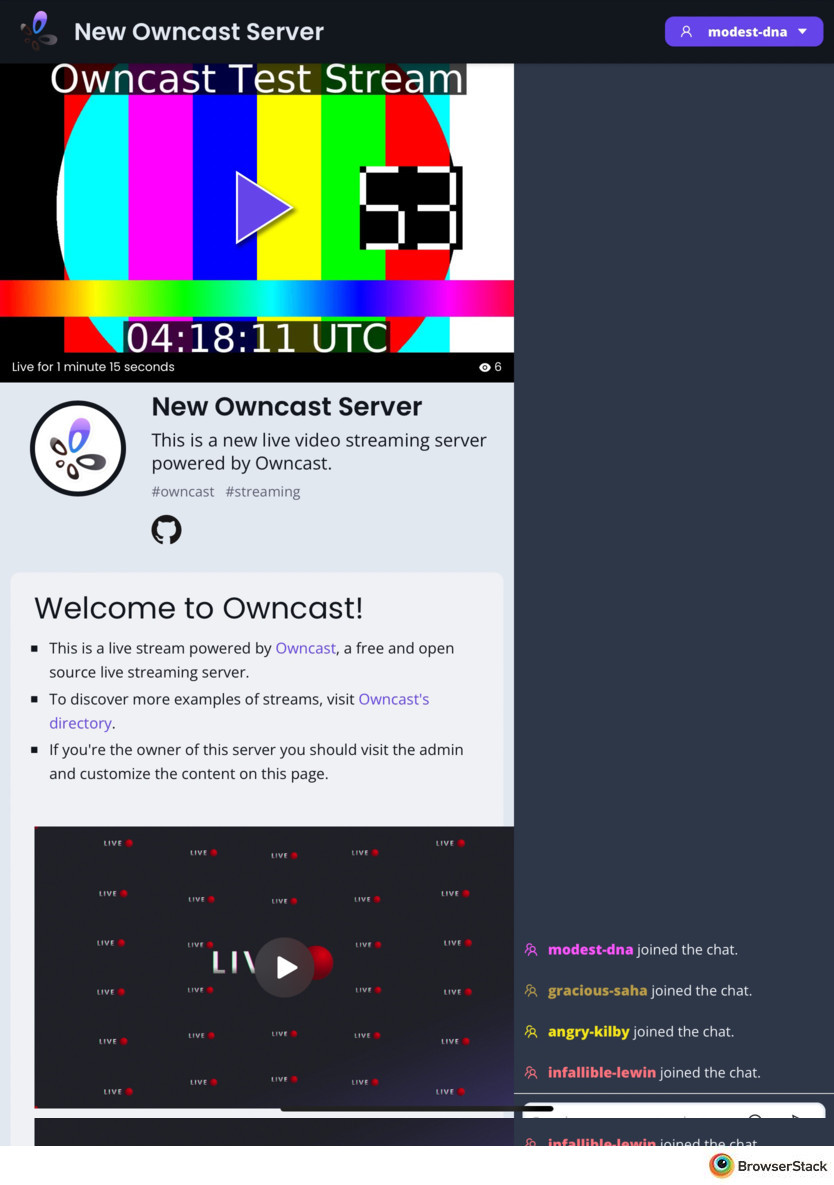 New Owncast Server
modest-dna
Owncast Test Stream
53
04:18:11 UTC
Live for 1 minute 15 seconds
6
New Owncast Server
This is a new live video streaming server
powered by Owncast.
#owncast #streaming
Welcome to Owncast!
This is a live stream powered by Owncast, a free and open
source live streaming server.
To discover more examples of streams, visit Owncast's
directory.
If you're the owner of this server you should visit the admin
and customize the content on this page.
LIVE LIVE LIVE LIVE LIVE
LIVE LIVE LIVE LIVE LIVE
LIVE LIVE LIVE LIVE
LIV
LIVE LIVE LIVE LIVE LIVE
LIVE LIVE LIVE LIVE LIVE
LIVE LIVE LIVE LIVE LIVE
modest-dna joined the chat.
gracious-saha joined the chat.
angry-kilby joined the chat.
infallible-lewin joined the chat.
infallible-lewin joined the chat
BrowserStack